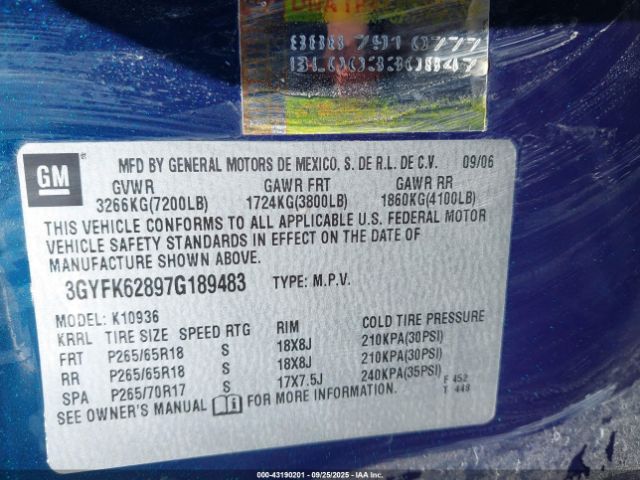 888 791 0777
BL00330847
GM
MFD BY GENERAL MOTORS DE MEXICO, S. DE R.L. DE C.V. 09/06
GVWR GAWR FRT GAWR RR
3266KG(7200LB) 1724KG(3800LB) 1860KG(4100LB)
THIS VEHICLE CONFORMS TO ALL APPLICABLE U.S. FEDERAL MOTOR
VEHICLE SAFETY STANDARDS IN EFFECT ON THE DATE OF
MANUFACTURE SHOWN ABOVE.
3GYFK62897G189483 TYPE: M.P.V.
MODEL: K10936
KRRL TIRE SIZE SPEED RTG RIM COLD TIRE PRESSURE
FRT P265/65R18 S 18X8J 210KPA(30PSI)
RR P265/65R18 S 18X8J 210KPA(30PSI)
SPA P265/70R17 S 17X7.5J 240KPA(35PSI)
SEE OWNER'S MANUAL FOR MORE INFORMATION.
F 452
T 448
000-43190201 - 09/25/2025 - IAA Inc.